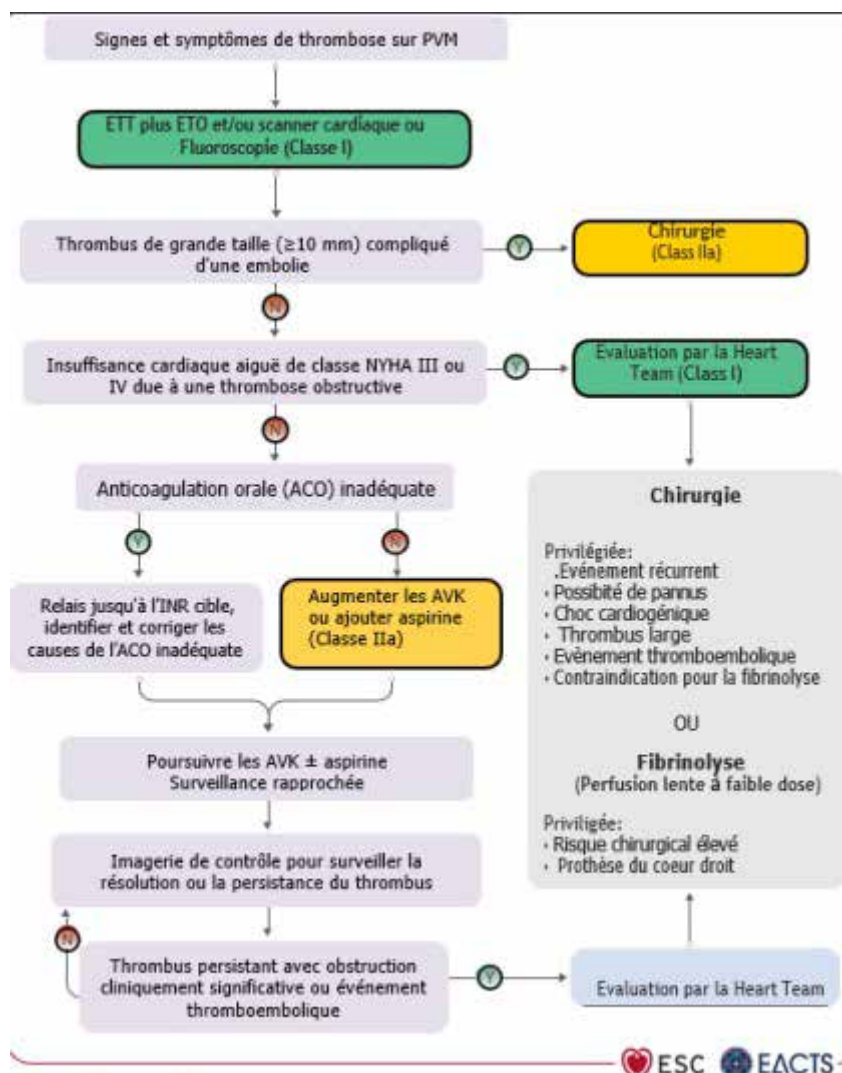 Signes et symptômes de thrombose sur PVM
ETT plus ETO et/ou scanner cardiaque ou
Fluoroscopie (Classe I)
Thrombus de grande taille (≥10 mm) compliqué
d'une embolie
Y
Chirurgie
(Class IIa)
N
Insuffisance cardiaque aiguë de classe NYHA III ou
IV due à une thrombose obstructive
Y
Evaluation par la Heart
Team (Class I)
N
Anticoagulation orale (ACO) inadéquate
Y
N
Relais jusqu'à l'INR cible,
identifier et corriger les
causes de l'ACO inadéquate
Augmenter les AVK
ou ajouter aspirine
(Classe IIa)
Poursuivre les AVK ± aspirine
Surveillance rapprochée
Imagerie de contrôle pour surveiller la
résolution ou la persistance du thrombus
N
Thrombus persistant avec obstruction
cliniquement significative ou événement
thromboembolique
Y
Evaluation par la Heart Team
Chirurgie
Privilégiée:
.Evénement récurrent
• Possibité de pannus
• Choc cardiogénique
• Thrombus large
• Evènement thromboembolique
• Contraindication pour la fibrinolyse
OU
Fibrinolyse
(Perfusion lente à faible dose)
Priviligée:
• Risque chirurgical élevé
• Prothèse du coeur droit
ESC EACTS